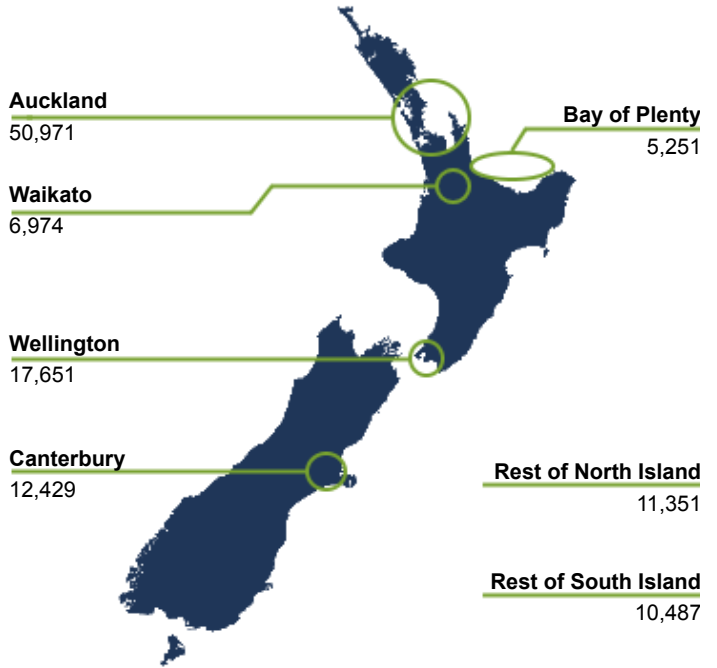 Auckland
50,971
Bay of Plenty
5,251
Waikato
6,974
Wellington
17,651
Canterbury
12,429
Rest of North Island
11,351
Rest of South Island
10,487